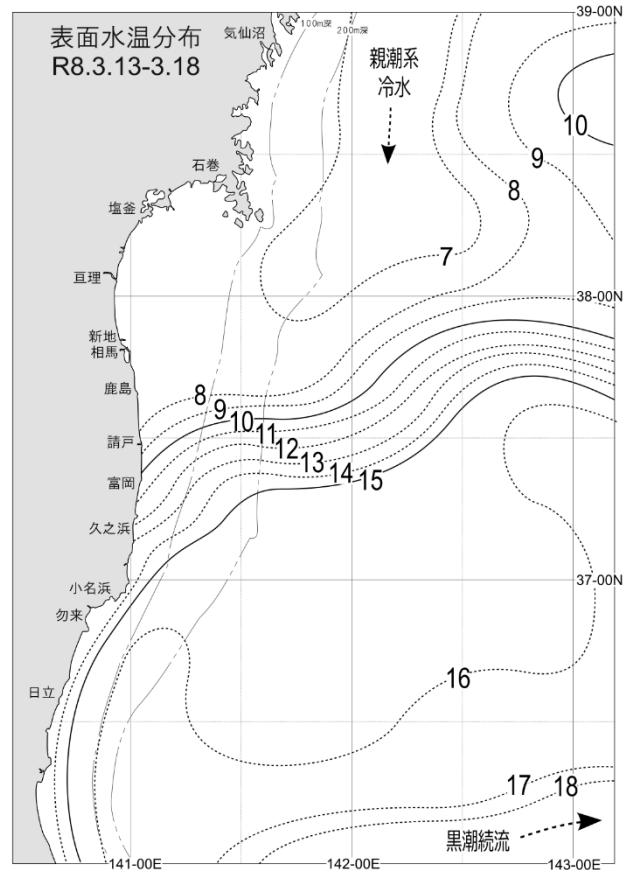 表面水温分布
R8.3.13-3.18
気仙沼
100m深
200m深
39-00N
親潮系
冷水
10
9
8
石巻
塩釜
7
亘理
38-00N
新地
相馬
鹿島
8
9
10
11
12
13
14
15
請戸
富岡
久之浜
小名浜
37-00N
勿来
16
日立
17
18
黒潮続流
141-00E
142-00E
143-00E